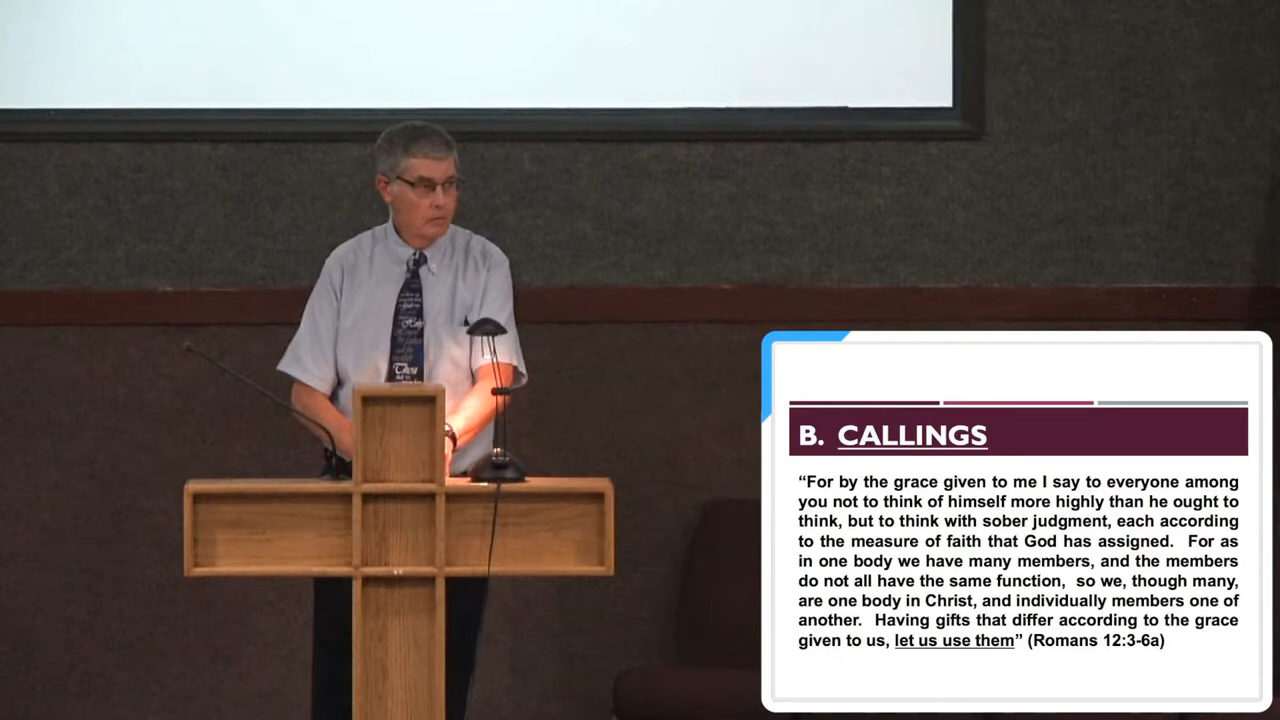 Thou
B. CALLINGS
“For by the grace given to me I say to everyone among
you not to think of himself more highly than he ought to
think, but to think with sober judgment, each according
to the measure of faith that God has assigned. For as
in one body we have many members, and the members
do not all have the same function, so we, though many,
are one body in Christ, and individually members one of
another. Having gifts that differ according to the grace
given to us, let us use them” (Romans 12:3-6a)